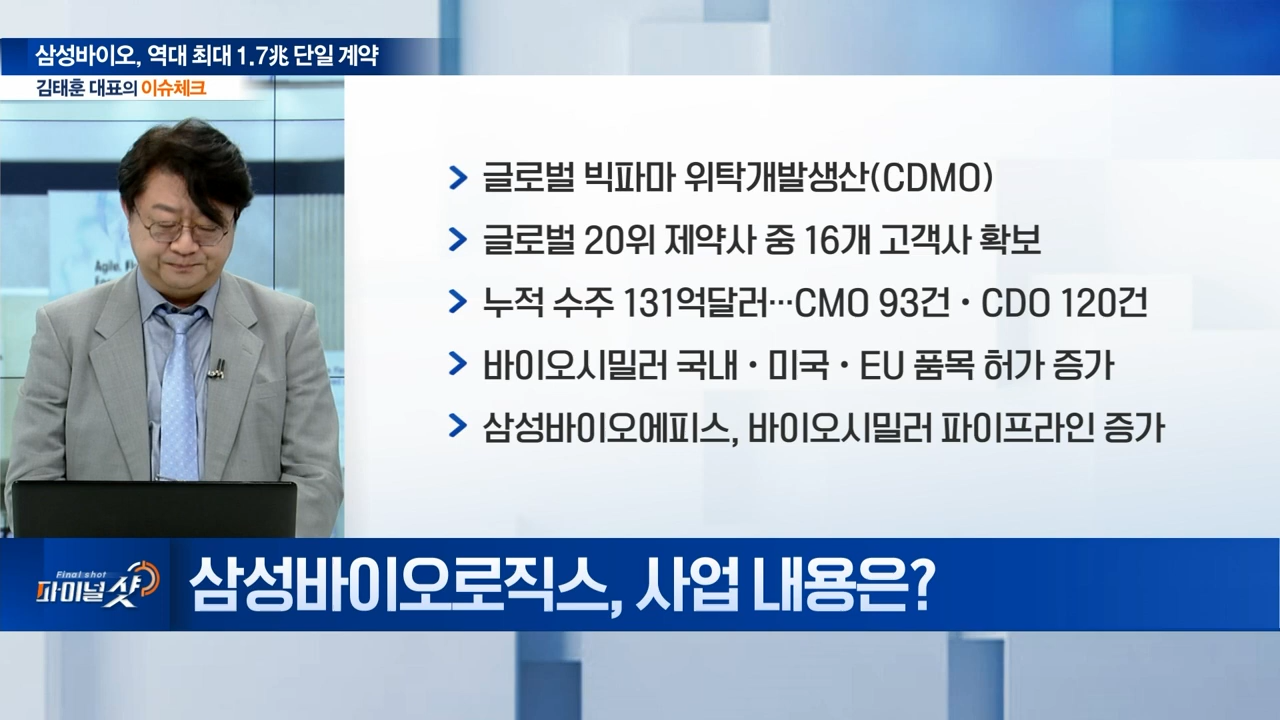 삼성바이오, 역대 최대 1.7兆 단일 계약
김태훈 대표의 이슈체크
글로벌 빅파마 위탁개발생산(CDMO)
글로벌 20위 제약사 중 16개 고객사 확보
누적 수주 131억달러···CMO 93건·CDO 120건
바이오시밀러 국내·미국·EU 품목 허가 증가
삼성바이오에피스, 바이오시밀러 파이프라인 증가
Agile.
Final shot
파이널샷
삼성바이오로직스, 사업 내용은?